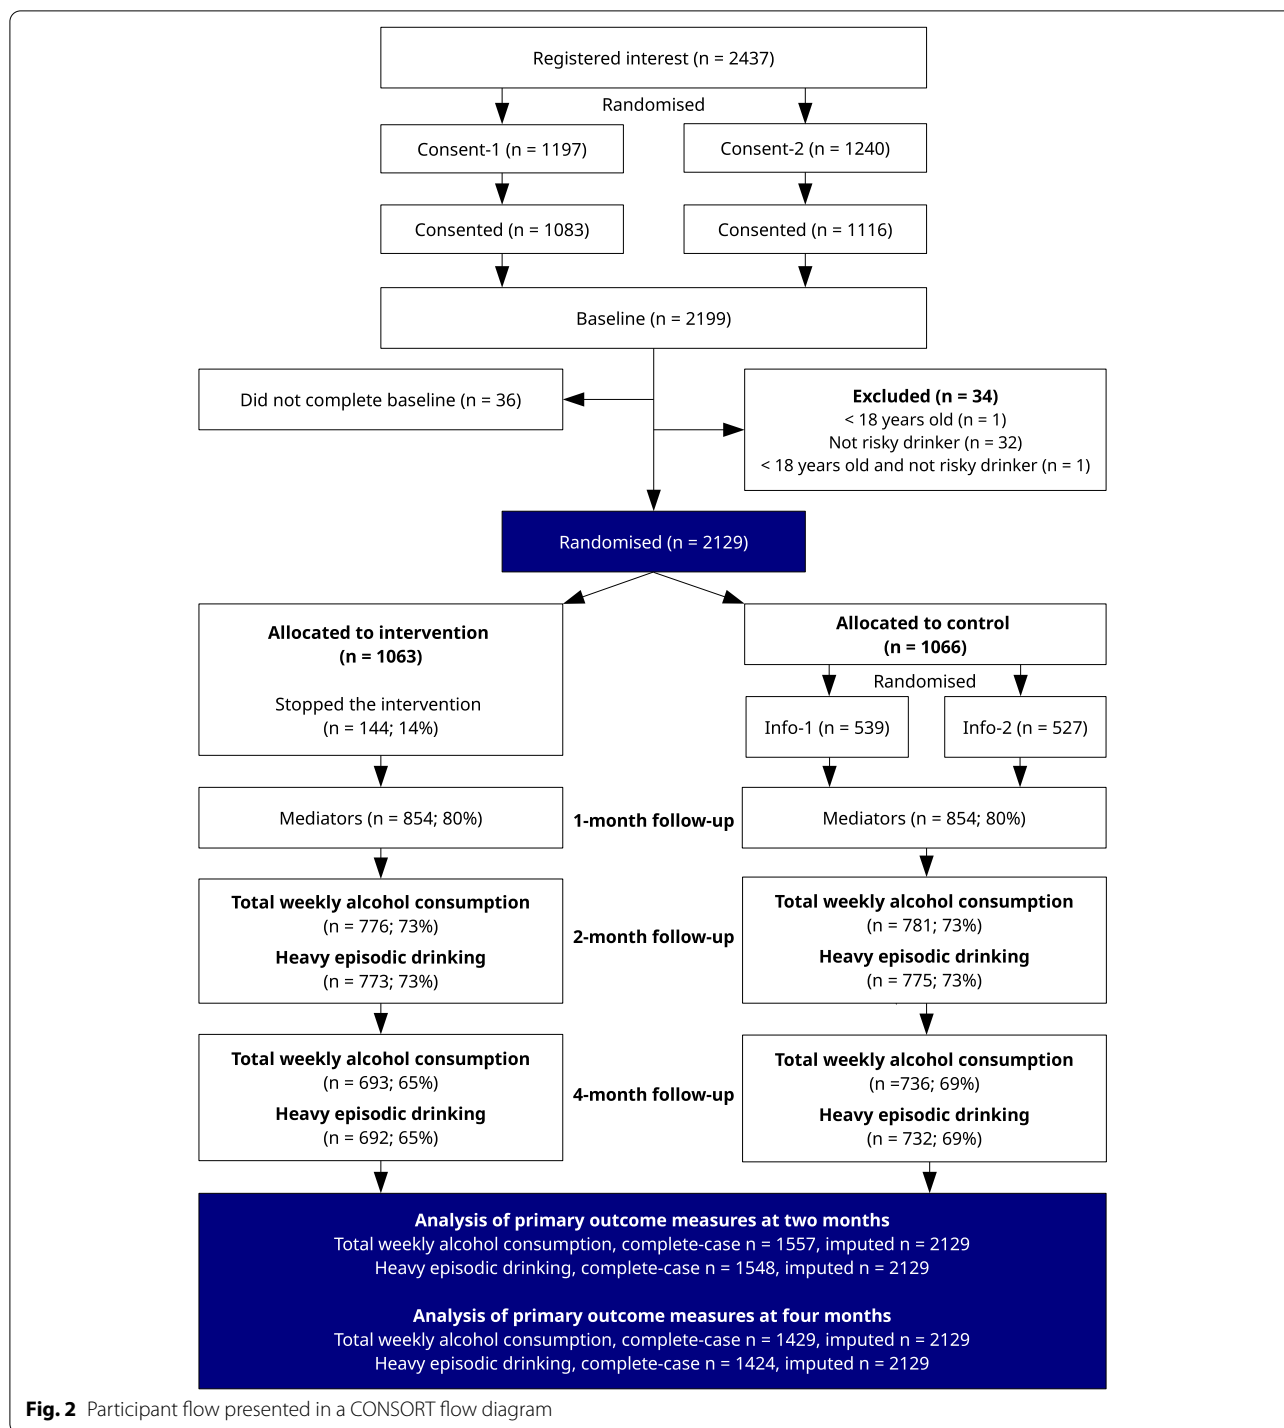 Registered interest (n = 2437)
Randomised
Consent-1 (n = 1197)
Consent-2 (n = 1240)
Consented (n = 1083)
Consented (n = 1116)
Baseline (n = 2199)
Did not complete baseline (n = 36)
Excluded (n = 34)
< 18 years old (n = 1)
Not risky drinker (n = 32)
< 18 years old and not risky drinker (n = 1)
Randomised (n = 2129)
Allocated to intervention
(n = 1063)
Stopped the intervention
(n = 144; 14%)
Allocated to control
(n = 1066)
Randomised
Info-1 (n = 539)
Info-2 (n = 527)
Mediators (n = 854; 80%)
1-month follow-up
Mediators (n = 854; 80%)
Total weekly alcohol consumption
(n = 776; 73%)
Heavy episodic drinking
(n = 773; 73%)
2-month follow-up
Total weekly alcohol consumption
(n = 781; 73%)
Heavy episodic drinking
(n = 775; 73%)
Total weekly alcohol consumption
(n = 693; 65%)
Heavy episodic drinking
(n = 692; 65%)
4-month follow-up
Total weekly alcohol consumption
(n =736; 69%)
Heavy episodic drinking
(n = 732; 69%)
Analysis of primary outcome measures at two months
Total weekly alcohol consumption, complete-case n = 1557, imputed n = 2129
Heavy episodic drinking, complete-case n = 1548, imputed n = 2129
Analysis of primary outcome measures at four months
Total weekly alcohol consumption, complete-case n = 1429, imputed n = 2129
Heavy episodic drinking, complete-case n = 1424, imputed n = 2129
Fig. 2 Participant flow presented in a CONSORT flow diagram